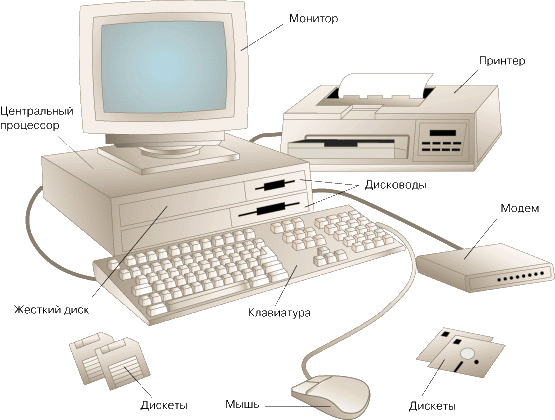 Монитор
Принтер
Центральный
процессор
Дисководы
Модем
Жесткий диск
Клавиатура
Дискеты
Мышь
Дискеты